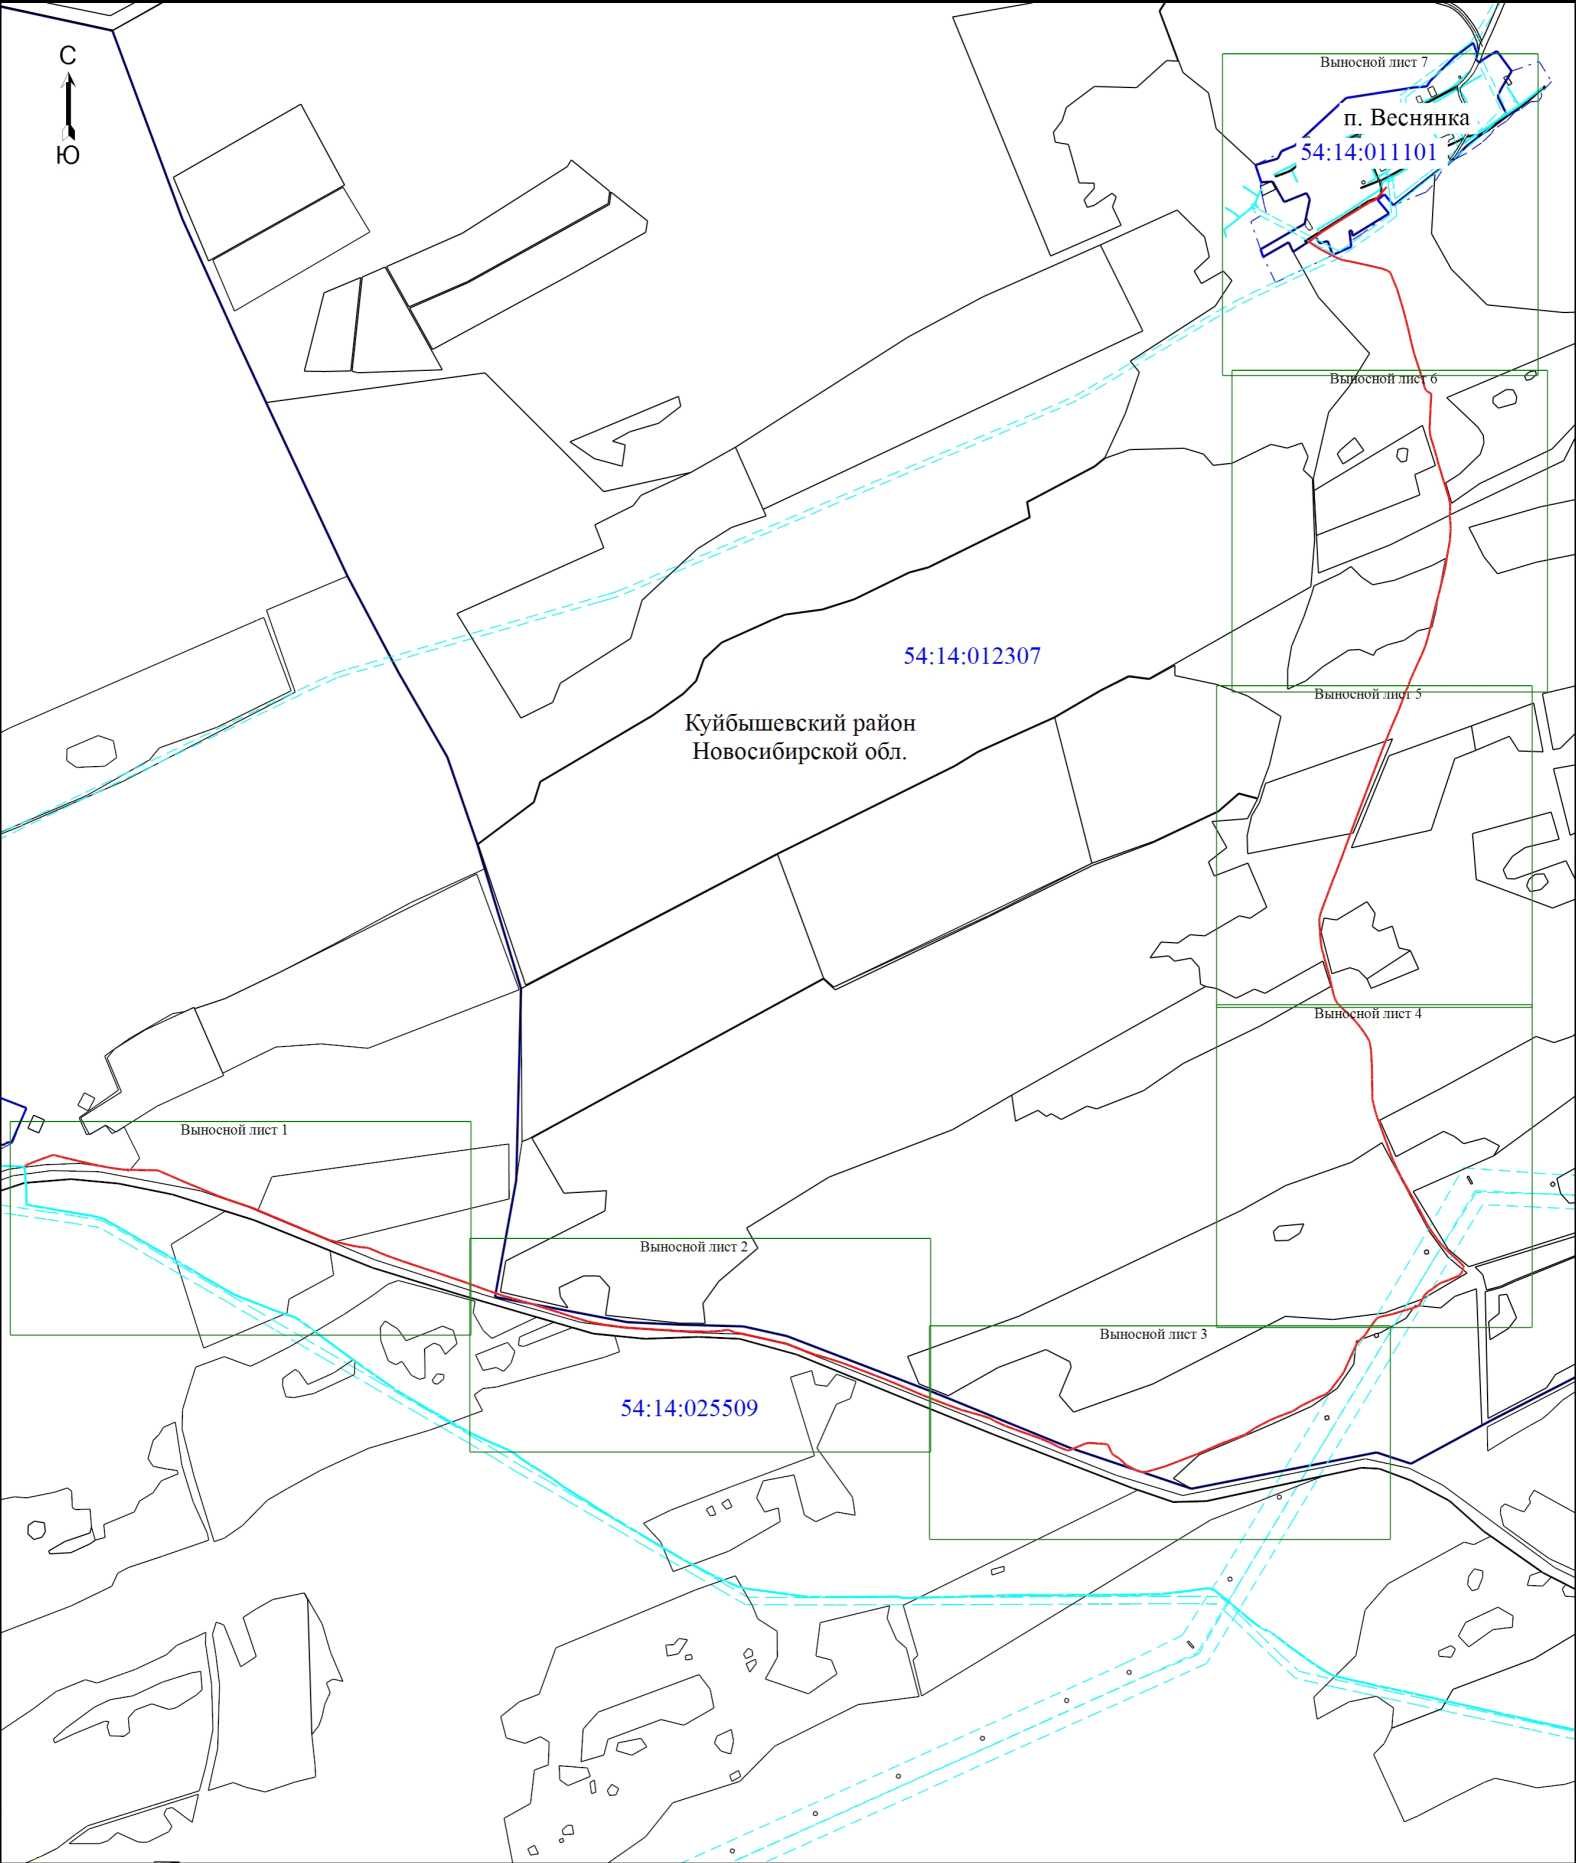 С
Ю
Выносной лист 7
п. Веснянка
54:14:011101
Выносной лист 6
54:14:012307
Выносной лист 5
Куйбышевский район
Новосибирской обл.
Выносной лист 4
Выносной лист 1
Выносной лист 2
Выносной лист 3
54:14:025509